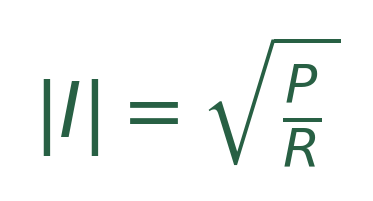 |I| = √(P/R)